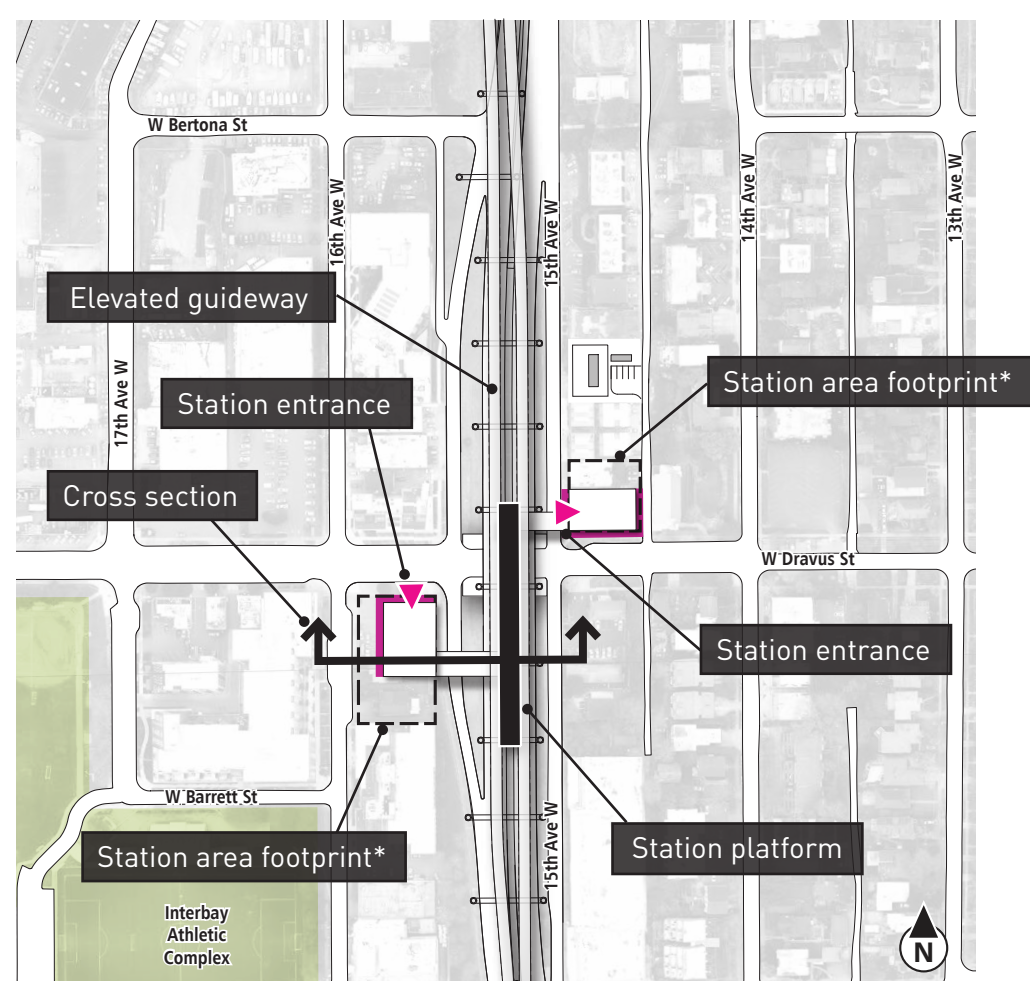 W Bertona St
16th Ave W
15th Ave W
14th Ave W
13th Ave W
Elevated guideway
17th Ave W
Station area footprint*
Station entrance
Cross section
W Dravus St
Station entrance
W Barrett St
15th Ave W
Station area footprint*
Station platform
Interbay
Athletic
Complex
N